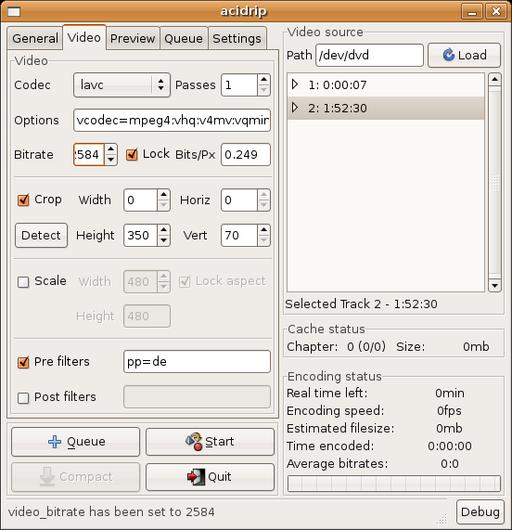 acidrip
General Video Preview Queue Settings
Video
Codec lavc Passes 1
Options vcodec=mpeg4:vhq:v4mv:vqmin
Bitrate 2584 Lock Bits/Px 0.249
Crop Width 0 Horiz 0
Detect Height 350 Vert 70
Scale Width 480 Lock aspect
Height 480
Pre filters pp=de
Post filters
Queue Start
Compact Quit
Video source
Path /dev/dvd Load
1: 0:00:07
2: 1:52:30
Selected Track 2 - 1:52:30
Cache status
Chapter: 0 (0/0) Size: 0mb
Encoding status
Real time left: 0min
Encoding speed: 0fps
Estimated filesize: 0mb
Time encoded: 0:00:00
Average bitrates: 0:0
video_bitrate has been set to 2584
Debug